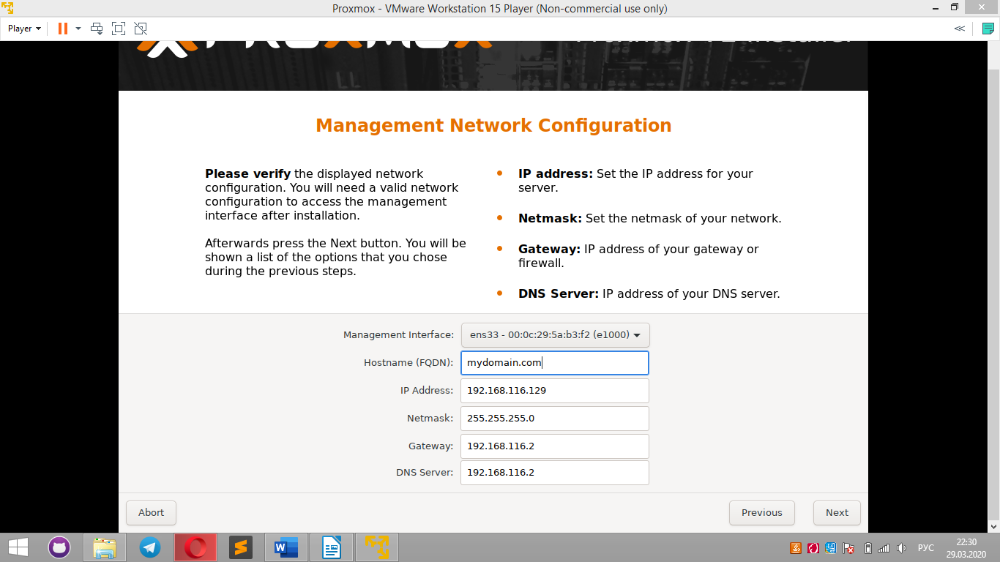 Proxmox - VMware Workstation 15 Player (Non-commercial use only)
Player
Management Network Configuration
Please verify the displayed network
configuration. You will need a valid network
configuration to access the management
interface after installation.
Afterwards press the Next button. You will be
shown a list of the options that you chose
during the previous steps.
IP address: Set the IP address for your
server.
Netmask: Set the netmask of your network.
Gateway: IP address of your gateway or
firewall.
DNS Server: IP address of your DNS server.
Management Interface: ens33 - 00:0c:29:5a:b3:f2 (e1000)
Hostname (FQDN): mydomain.com
IP Address: 192.168.116.129
Netmask: 255.255.255.0
Gateway: 192.168.116.2
DNS Server: 192.168.116.2
Abort
Previous
Next
РУС
22:30
29.03.2020